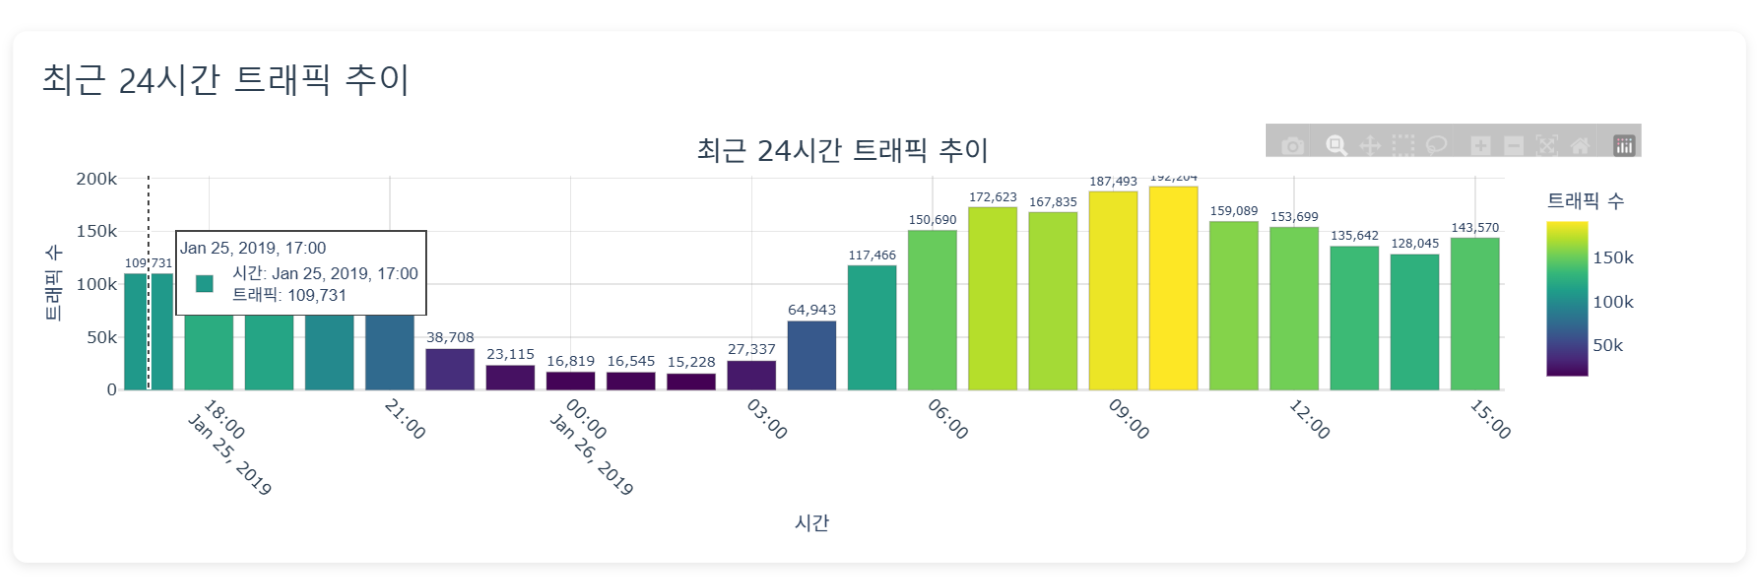 최근 24시간 트래픽 추이
최근 24시간 트래픽 추이
트래픽 수
200k
150k
100k
50k
0
109,731
Jan 25, 2019, 17:00
시간: Jan 25, 2019, 17:00
트래픽: 109,731
38,708
23,115
16,819
16,545
15,228
27,337
64,943
117,466
150,690
172,623
167,835
187,493
192,204
159,089
153,699
135,642
128,045
143,570
18:00
Jan 25, 2019
21:00
00:00
Jan 26, 2019
03:00
06:00
09:00
12:00
15:00
시간
트래픽 수
150k
100k
50k